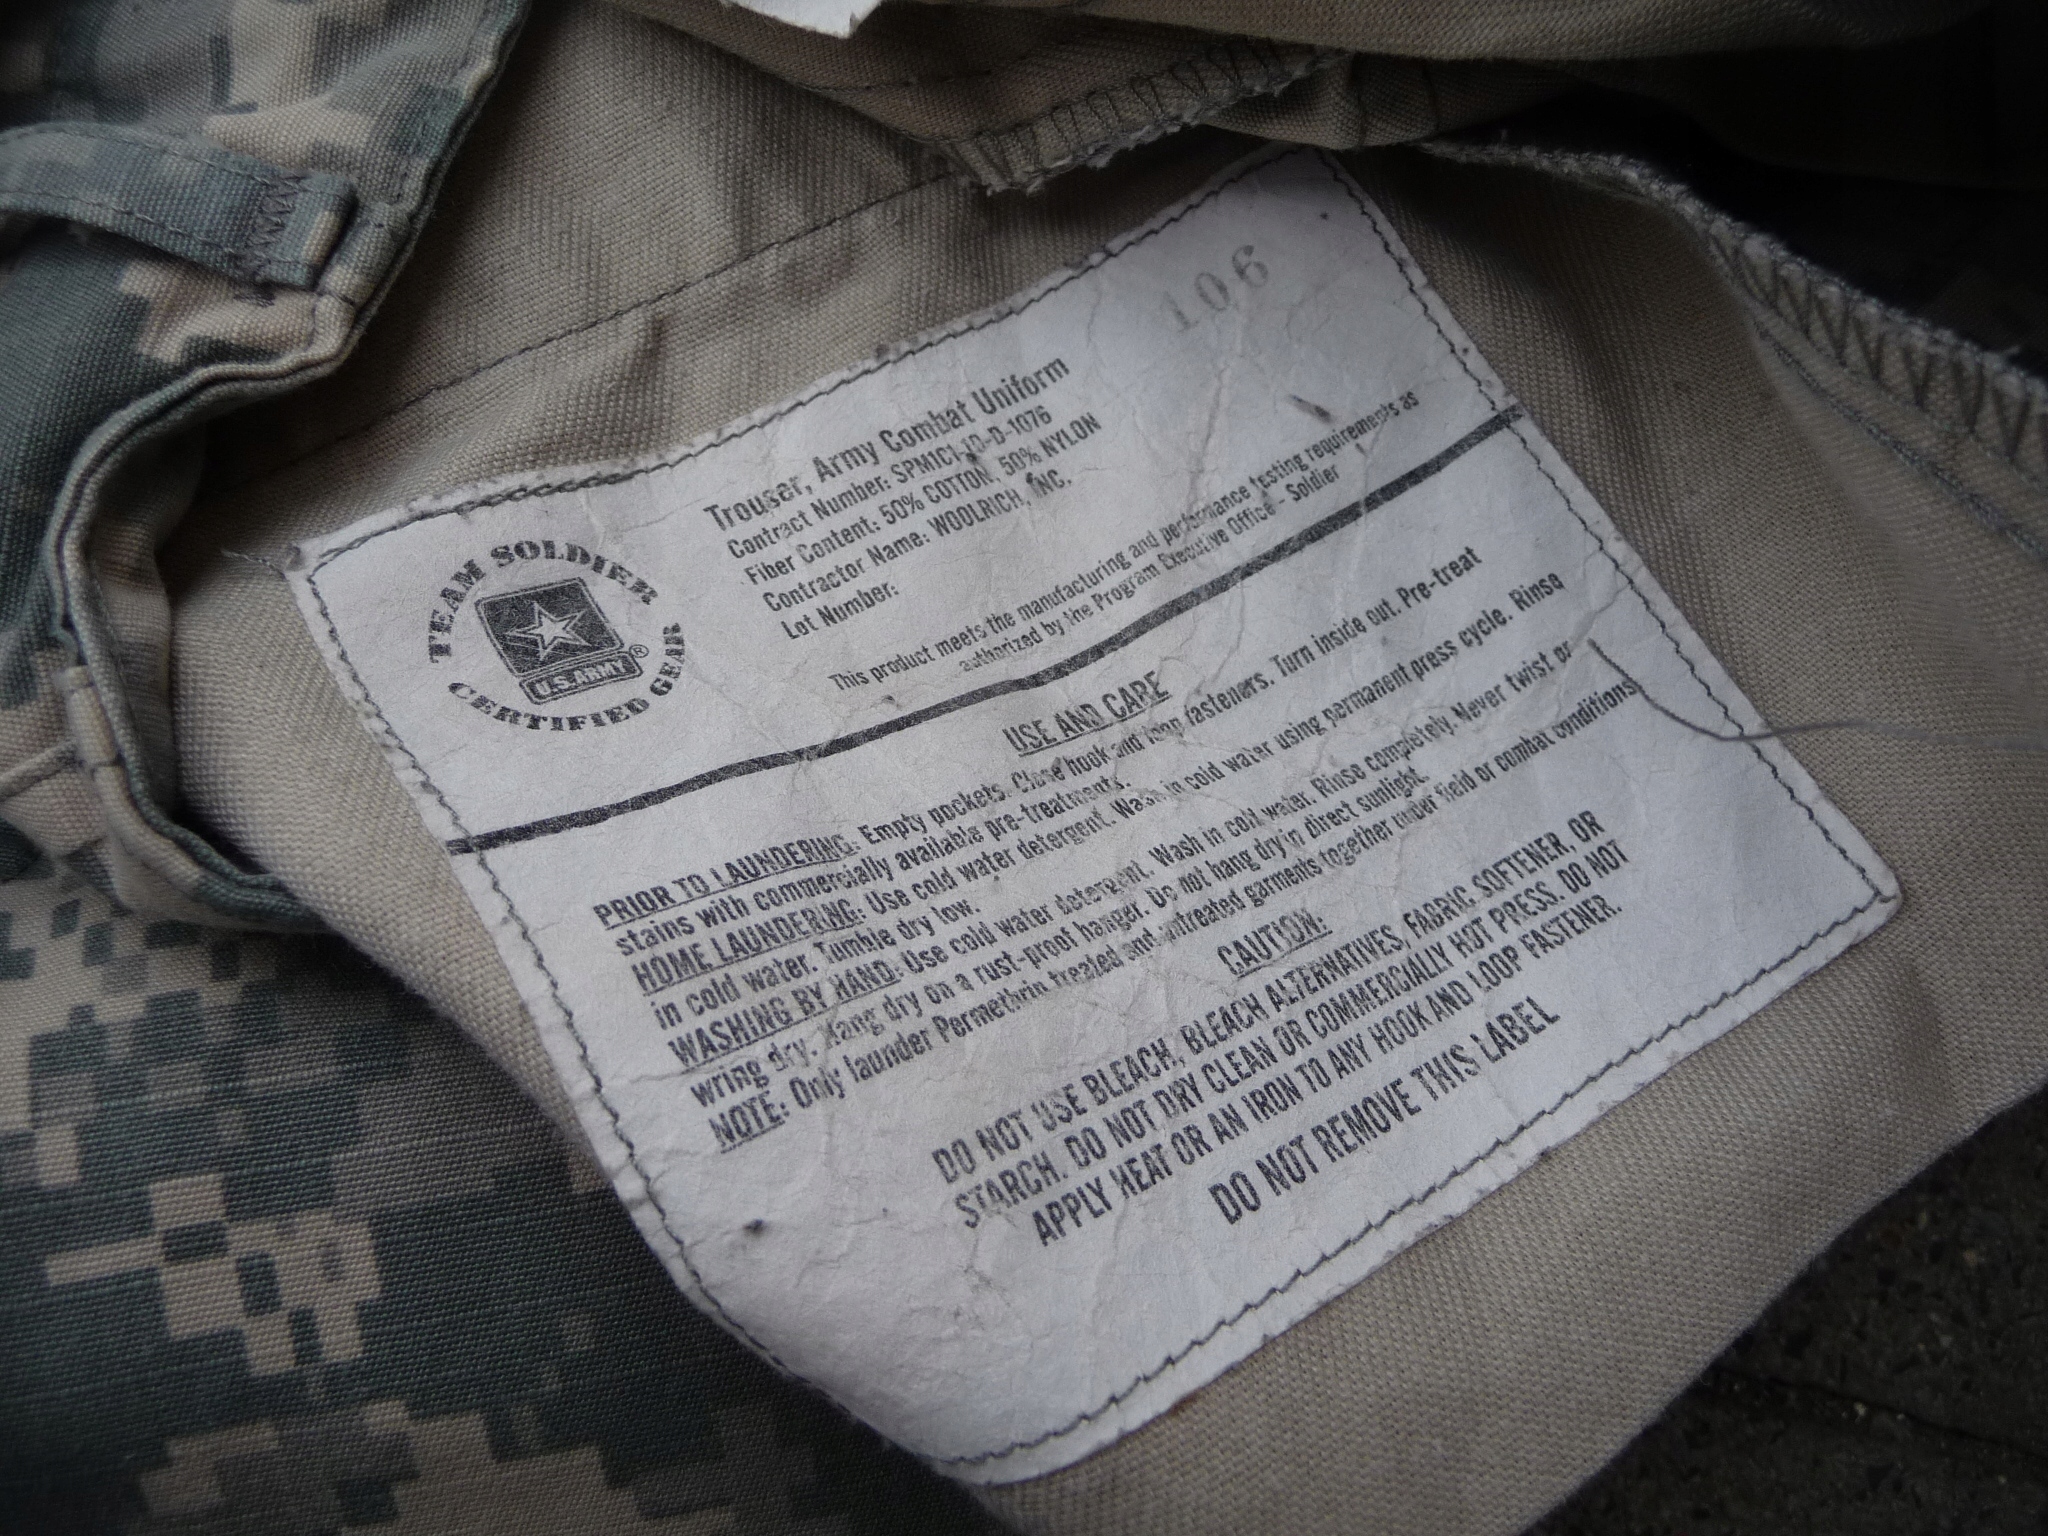 106
TEAM SOLDIER
U.S.ARMY®
CERTIFIED GEAR
Trouser, Army Combat Uniform
Contract Number: SPM1C1-10-D-1076
Fiber Content: 50% COTTON, 50% NYLON
Contractor Name: WOOLRICH, INC.
Lot Number:
This product meets the manufacturing and performance testing requirements as
authorized by the Program Executive Office - Soldier
USE AND CARE
PRIOR TO LAUNDERING: Empty pockets. Close hook and loop fasteners. Turn inside out. Pre-treat
stains with commercially available pre-treatments.
HOME LAUNDERING: Use cold water detergent. Wash in cold water using permanent press cycle. Rinse
in cold water. Tumble dry low.
WASHING BY HAND: Use cold water detergent. Wash in cold water. Rinse completely. Never twist or
wring dry. Hang dry on a rust-proof hanger. Do not hang dry in direct sunlight.
NOTE: Only launder Permethrin treated and untreated garments together under field or combat conditions.
CAUTION:
DO NOT USE BLEACH, BLEACH ALTERNATIVES, FABRIC SOFTENER, OR
STARCH. DO NOT DRY CLEAN OR COMMERCIALLY HOT PRESS. DO NOT
APPLY HEAT OR AN IRON TO ANY HOOK AND LOOP FASTENER.
DO NOT REMOVE THIS LABEL